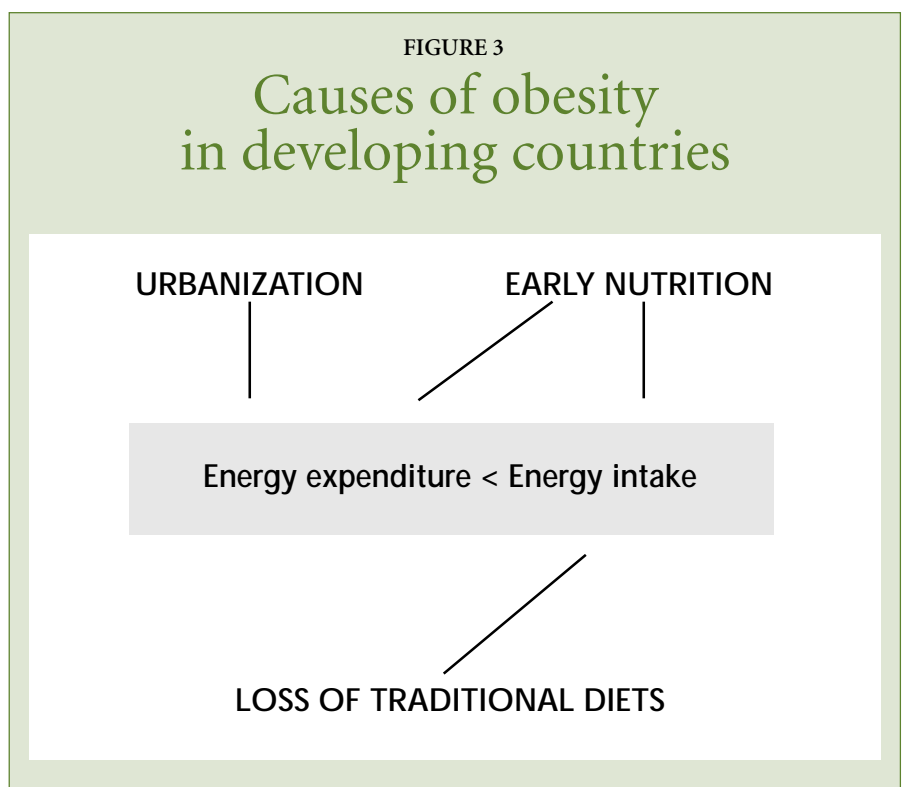 FIGURE 3
Causes of obesity
in developing countries
URBANIZATION EARLY NUTRITION
Energy expenditure < Energy intake
LOSS OF TRADITIONAL DIETS